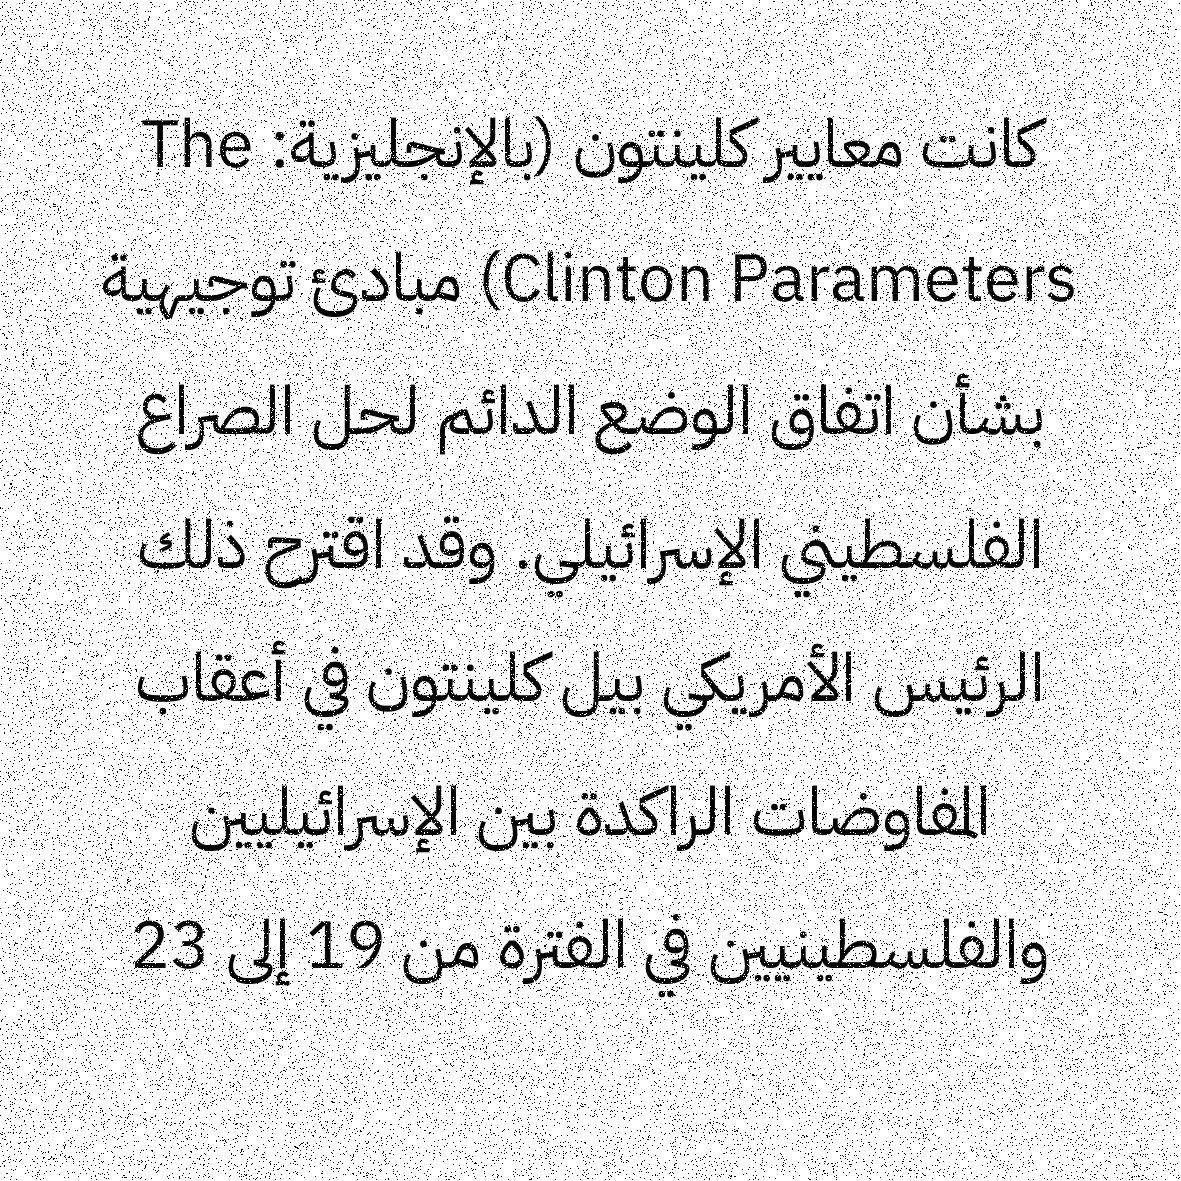 كانت معايير كلينتون (بالإنجليزية: The
Clinton Parameters) مبادئ توجيهية
بشأن اتفاق الوضع الدائم لحل الصراع
الفلسطيني الإسرائيلي. وقد اقترح ذلك
الرئيس الأمريكي بيل كلينتون في أعقاب
المفاوضات الراكدة بين الإسرائيليين
والفلسطينيين في الفترة من 19 إلى 23